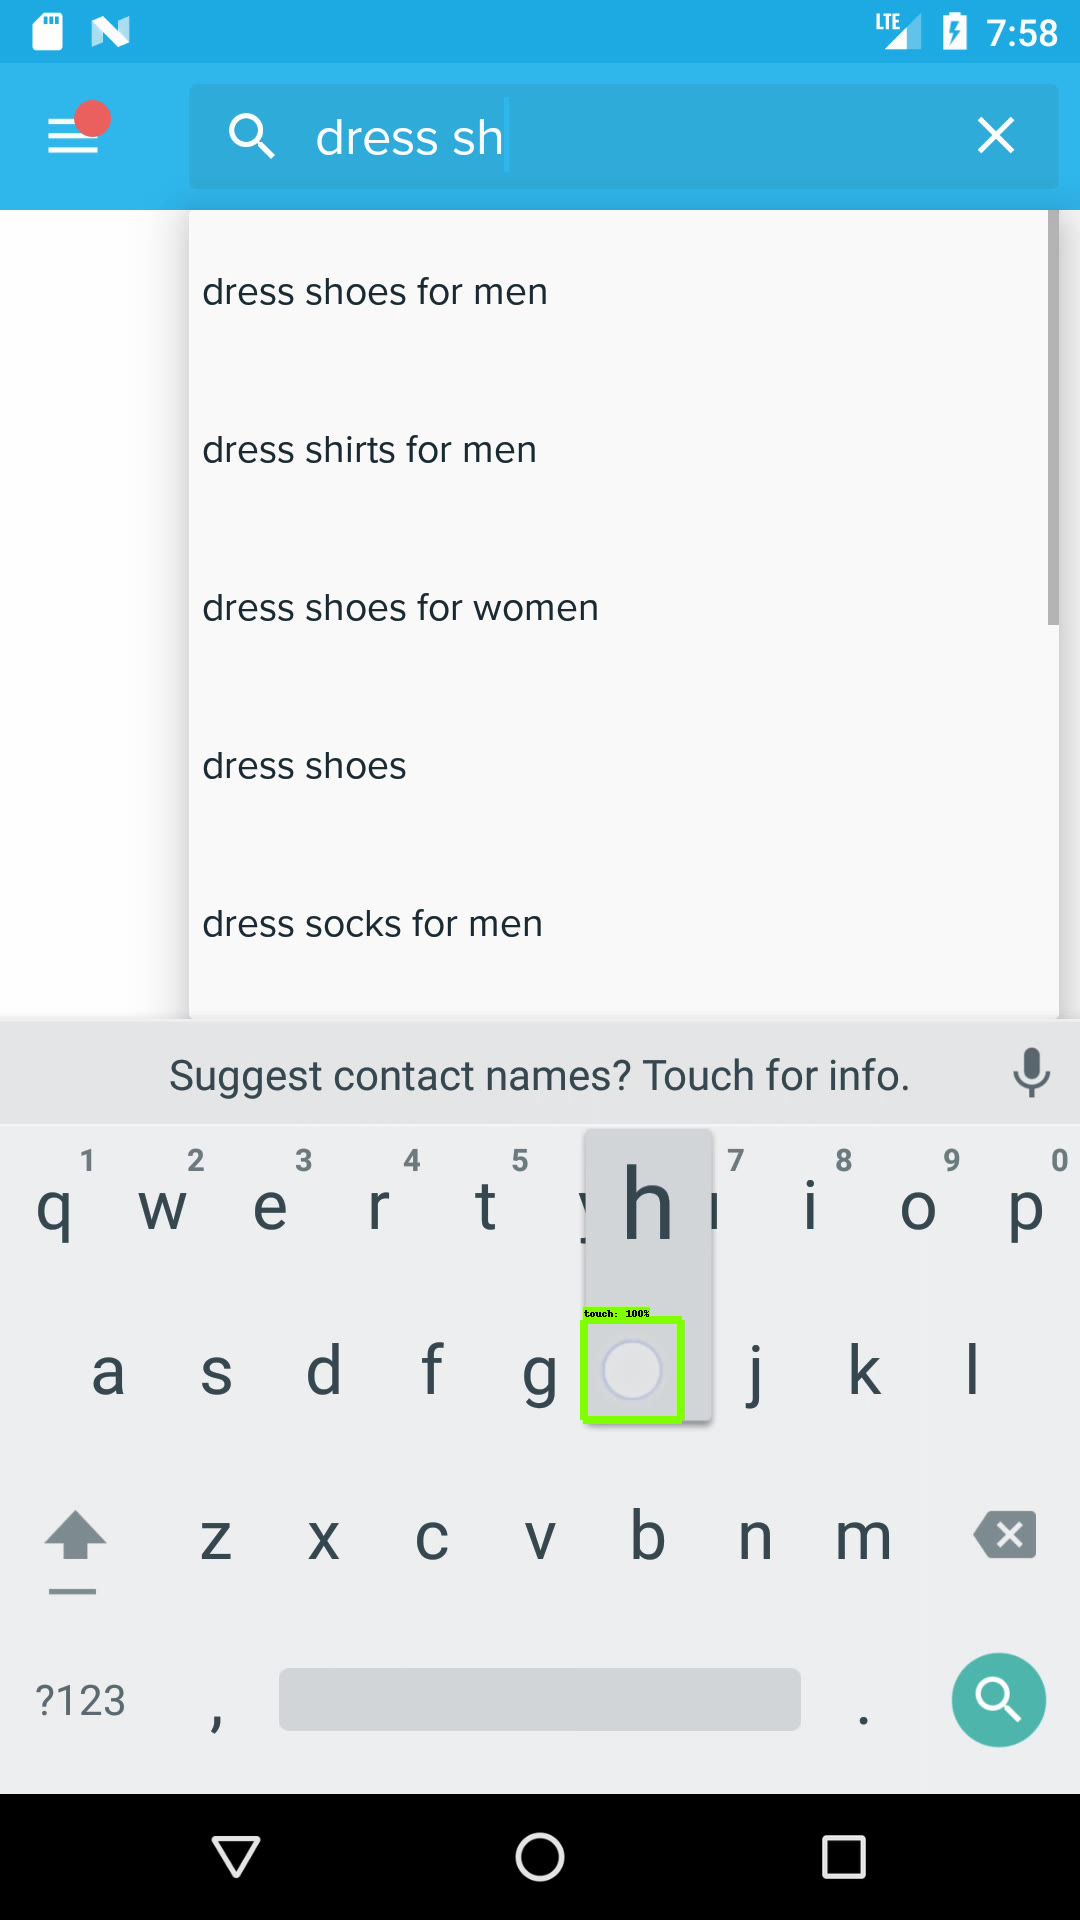 LTE 7:58
dress sh
dress shoes for men
dress shirts for men
dress shoes for women
dress shoes
dress socks for men
Suggest contact names? Touch for info.
1 2 3 4 5 7 8 9 0
q w e r t h i o p
touch: 100%
a s d f g j k l
z x c v b n m
?123 , .